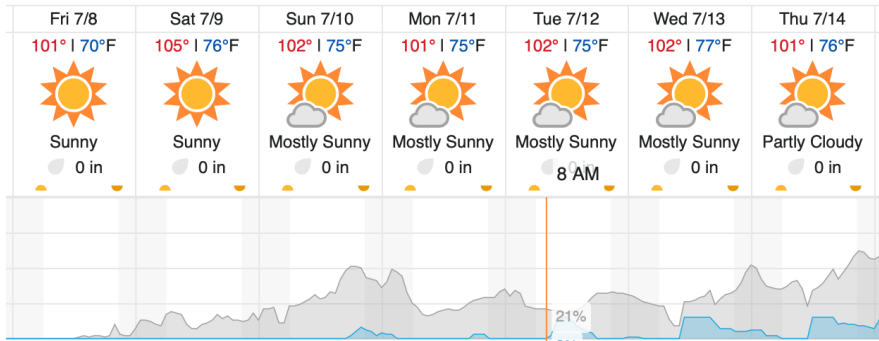 Fri 7/8 Sat 7/9 Sun 7/10 Mon 7/11 Tue 7/12 Wed 7/13 Thu 7/14
101° | 70°F 105° | 76°F 102° | 75°F 101° | 75°F 102° | 75°F 102° | 77°F 101° | 76°F
Sunny Sunny Mostly Sunny Mostly Sunny Mostly Sunny Mostly Sunny Partly Cloudy
0 in 0 in 0 in 0 in 0 in 0 in 0 in
8 AM
21%